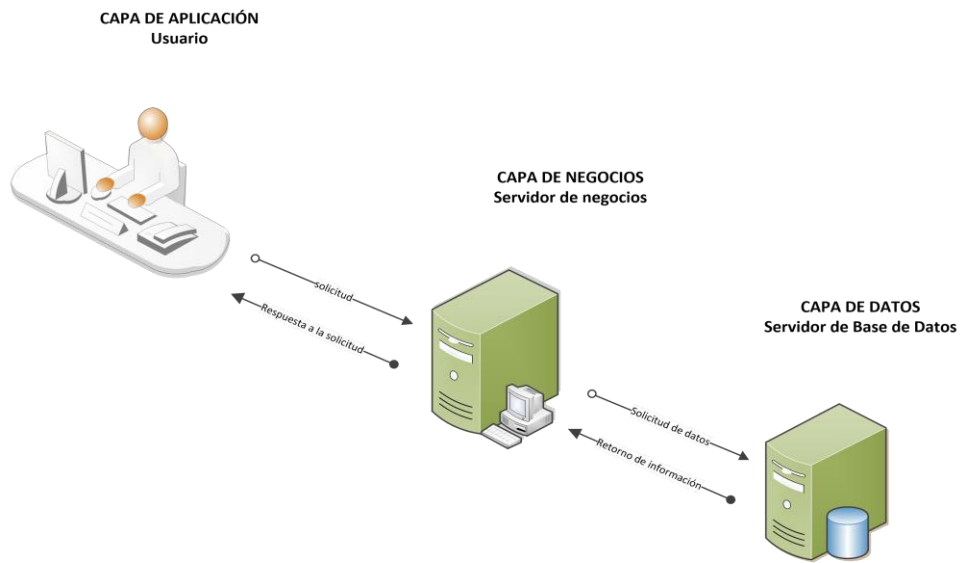 CAPA DE APLICACIÓN
Usuario
CAPA DE NEGOCIOS
Servidor de negocios
solicitud
Respuesta a la solicitud
CAPA DE DATOS
Servidor de Base de Datos
Solicitud de datos
Retorno de información